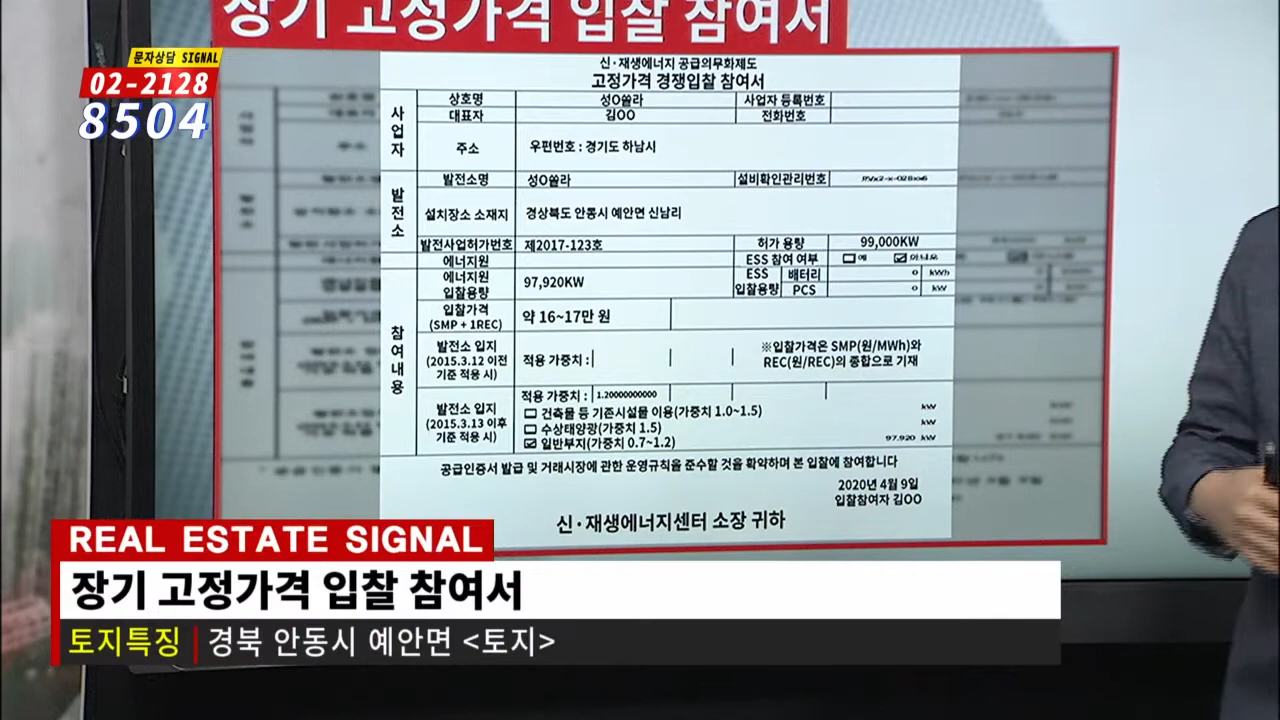 장기 고정가격 입찰 참여서
문자상담 SIGNAL
02-2128
8504
신·재생에너지 공급의무화제도
고정가격 경쟁입찰 참여서
사업자
상호명 성O쏠라 사업자 등록번호
대표자 김OO 전화번호
주소 우편번호 : 경기도 하남시
발전소
발전소명 성O쏠라 설비확인관리번호
설치장소 소재지 경상북도 안동시 예안면 신남리
발전사업허가번호 제2017-123호 허가 용량 99,000KW
에너지원 ESS 참여 여부 예 아니오
참여내용
에너지원 입찰용량 97,920KW ESS 입찰용량 배터리 0 kWh
PCS 0 kW
입찰가격 (SMP + 1REC) 약 16~17만 원
발전소 입지 (2015.3.12 이전 기준 적용 시) 적용 가중치 :
※입찰가격은 SMP(원/MWh)와
REC(원/REC)의 종합으로 기재
발전소 입지 (2015.3.13 이후 기준 적용 시) 적용 가중치 : 1.20000000000
건축물 등 기존시설물 이용(가중치 1.0~1.5) kW
수상태양광(가중치 1.5) kW
일반부지(가중치 0.7~1.2) 97.920 kW
공급인증서 발급 및 거래시장에 관한 운영규칙을 준수할 것을 확약하며 본 입찰에 참여합니다
2020년 4월 9일
입찰참여자 김OO
신·재생에너지센터 소장 귀하
REAL ESTATE SIGNAL
장기 고정가격 입찰 참여서
토지특징 경북 안동시 예안면 <토지>